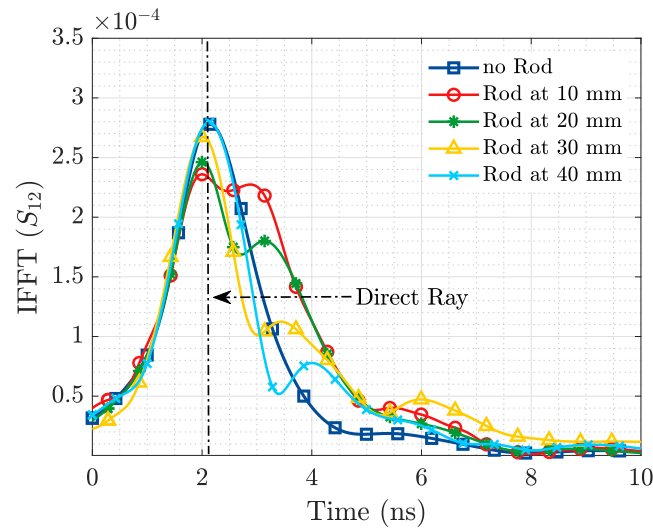 ×10⁻⁴
3.5
3
2.5
2
1.5
1
0.5
0 2 4 6 8 10
IFFT (S₁₂)
Time (ns)
no Rod
Rod at 10 mm
Rod at 20 mm
Rod at 30 mm
Rod at 40 mm
Direct Ray